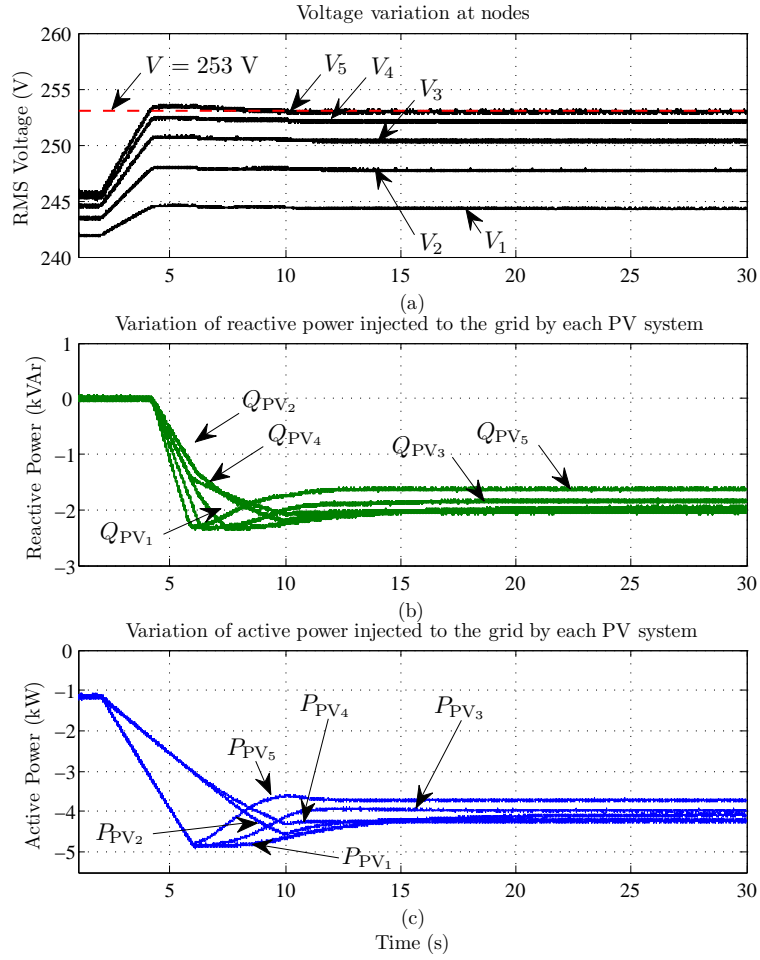 Voltage variation at nodes
RMS Voltage (V)
260
255
250
245
240
V = 253 V
V5
V4
V3
V2
V1
5
10
15
20
25
30
(a)
Variation of reactive power injected to the grid by each PV system
Reactive Power (kVAr)
1
0
−1
−2
−3
QPV2
QPV4
QPV3
QPV5
QPV1
5
10
15
20
25
30
(b)
Variation of active power injected to the grid by each PV system
Active Power (kW)
0
−1
−2
−3
−4
−5
PPV4
PPV3
PPV5
PPV2
PPV1
5
10
15
20
25
30
(c)
Time (s)